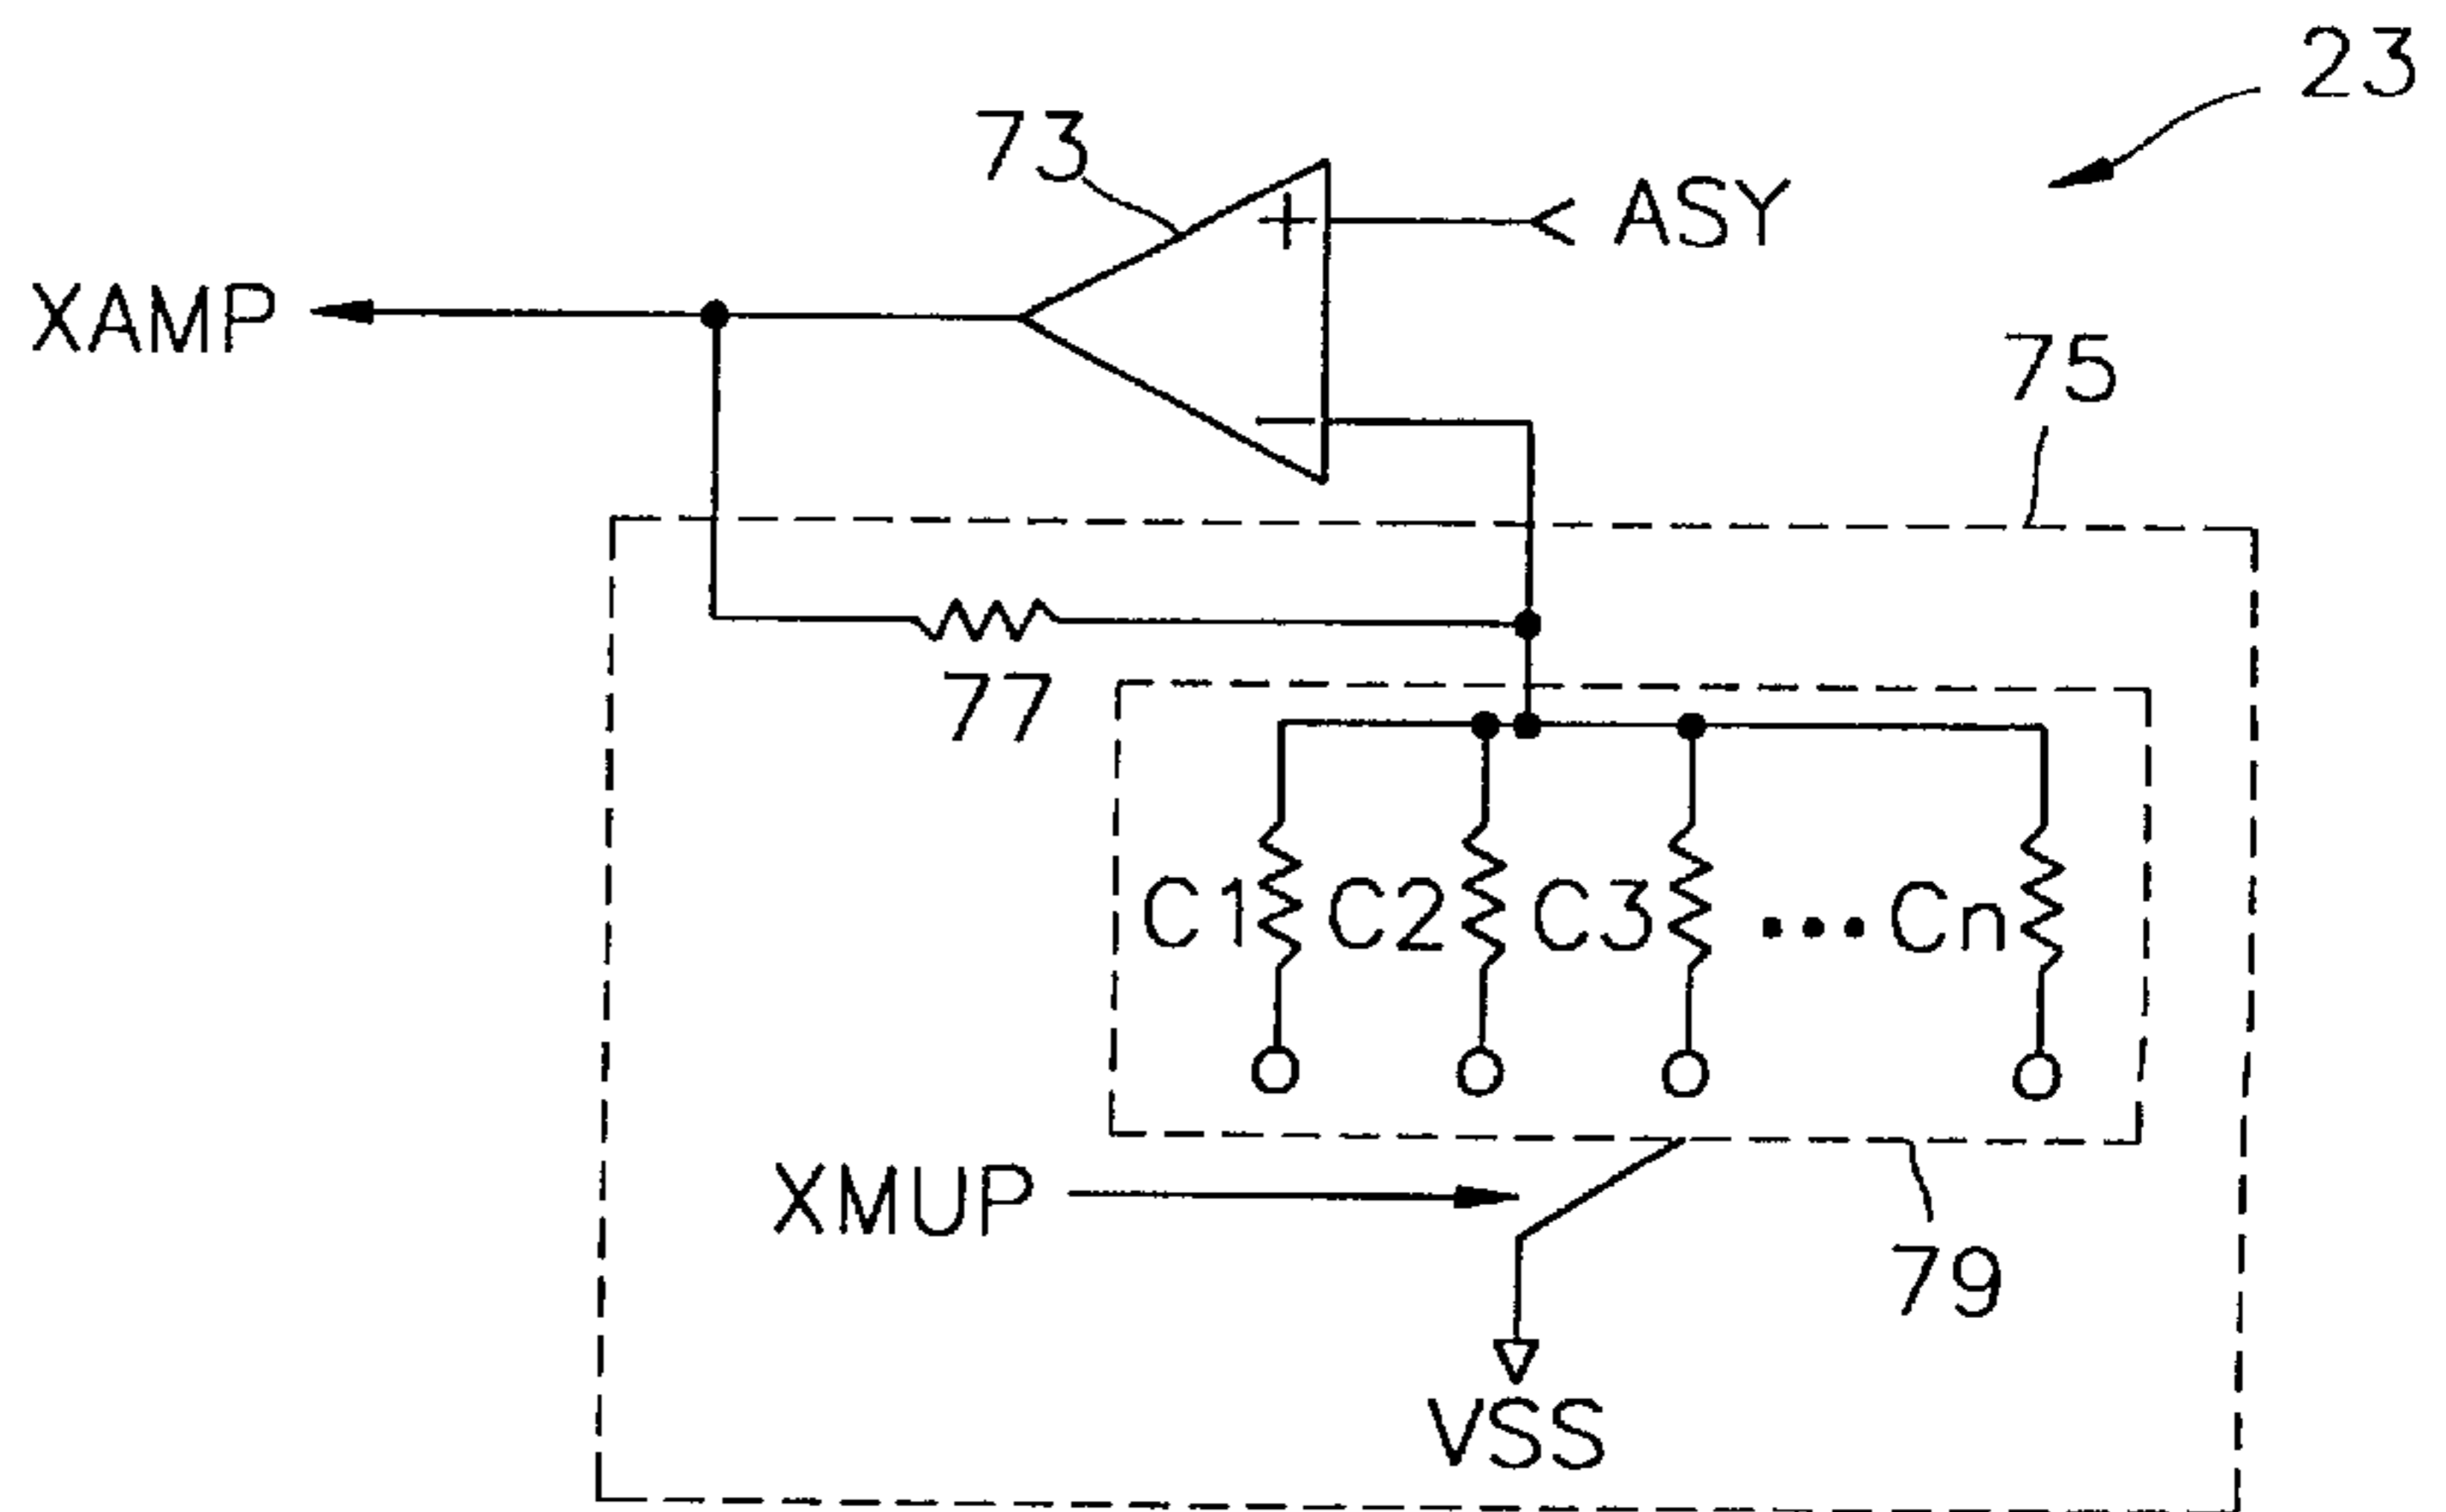 23
73
+ ASY
XAMP
75
−
77
C1 C2 C3 ... Cn
XMUP
79
VSS